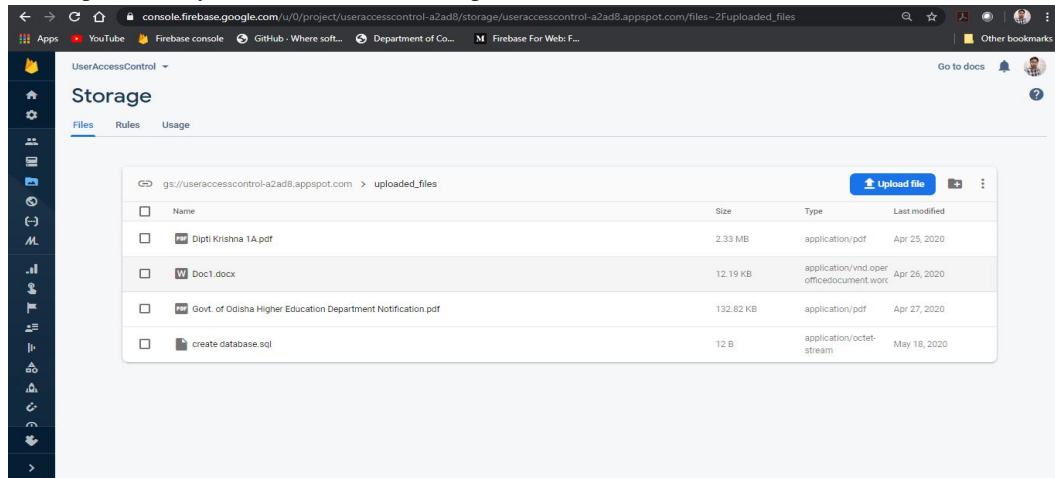 console.firebase.google.com/u/0/project/useraccesscontrol-a2ad8/storage/useraccesscontrol-a2ad8.appspot.com/files~2Fuploaded_files
Apps YouTube Firebase console GitHub · Where soft... Department of Co... M Firebase For Web: F... Other bookmarks
UserAccessControl Go to docs
Storage
Files Rules Usage
gs://useraccesscontrol-a2ad8.appspot.com > uploaded_files Upload file
Name Size Type Last modified
PDF Dipti Krishna 1A.pdf 2.33 MB application/pdf Apr 25, 2020
W Doc1.docx 12.19 KB application/vnd.oper
officedocument.word Apr 26, 2020
PDF Govt. of Odisha Higher Education Department Notification.pdf 132.82 KB application/pdf Apr 27, 2020
create database.sql 12 B application/octet-
stream May 18, 2020